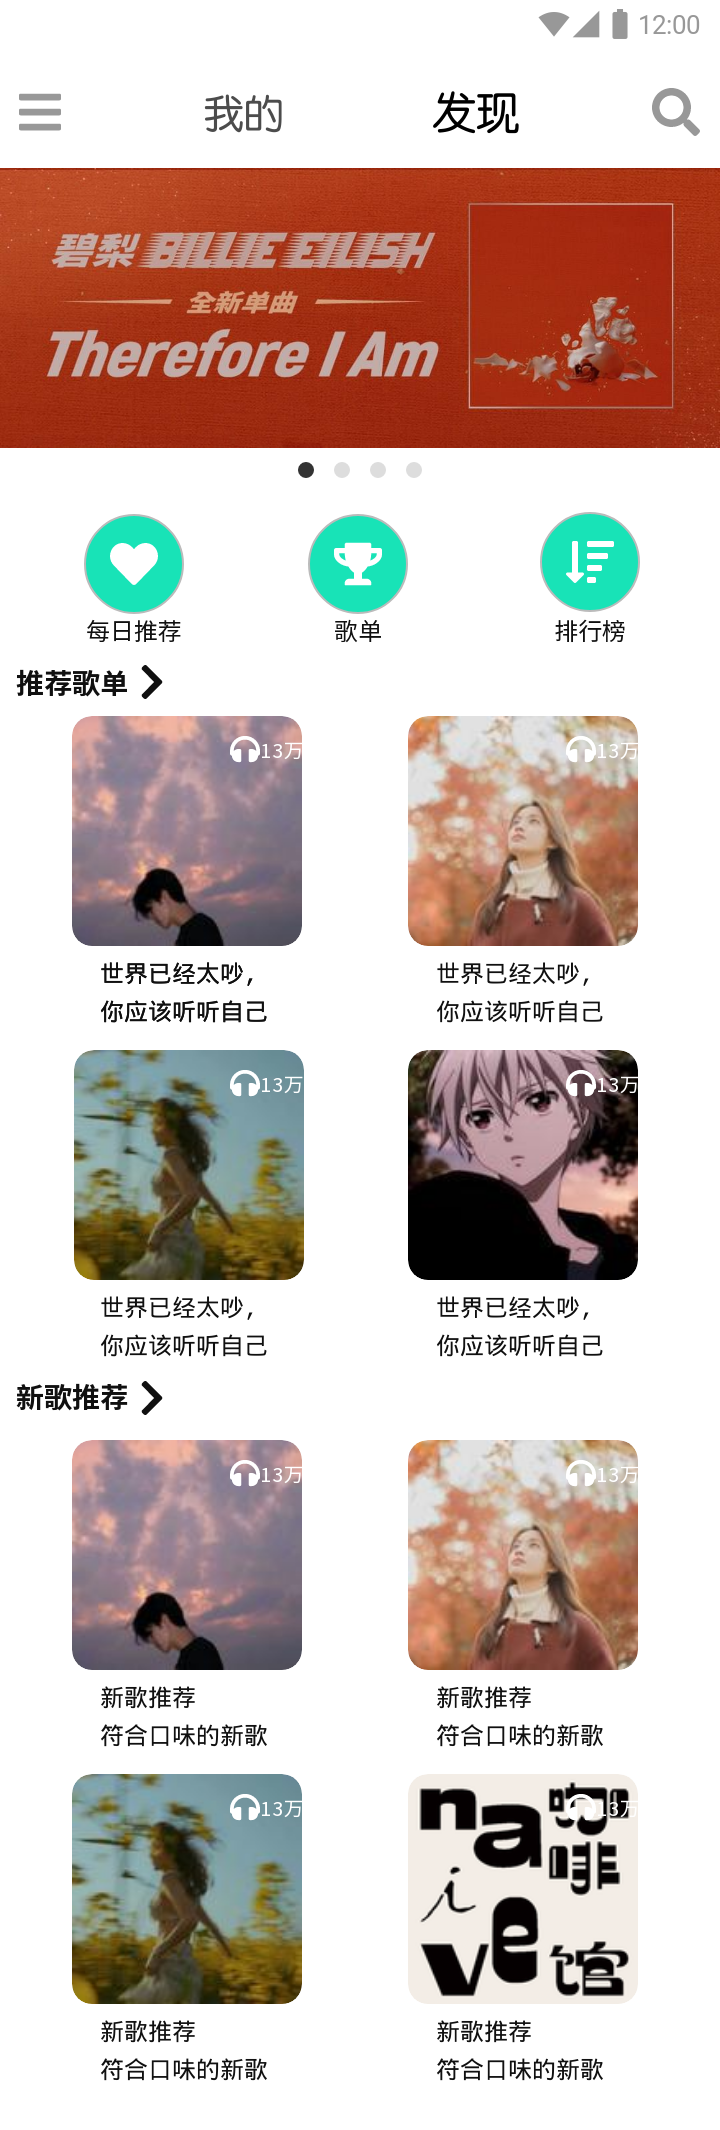 12:00
我的
发现
碧梨 BILLIE EILISH
全新单曲
Therefore I Am
每日推荐
歌单
排行榜
推荐歌单
13万
13万
世界已经太吵,
你应该听听自己
世界已经太吵,
你应该听听自己
13万
13万
世界已经太吵,
你应该听听自己
世界已经太吵,
你应该听听自己
新歌推荐
13万
13万
新歌推荐
符合口味的新歌
新歌推荐
符合口味的新歌
13万
13万
na咖
i啡
ve馆
新歌推荐
符合口味的新歌
新歌推荐
符合口味的新歌